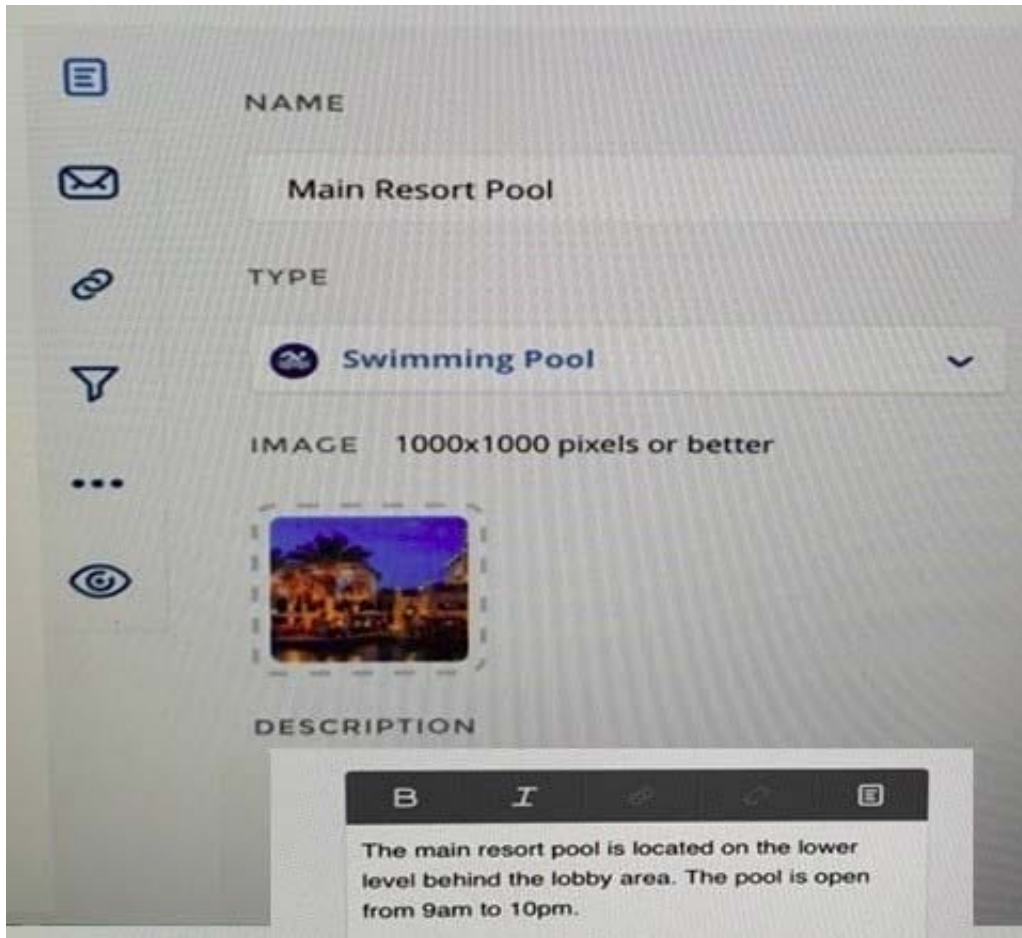 NAME
Main Resort Pool
TYPE
Swimming Pool
IMAGE 1000x1000 pixels or better
DESCRIPTION
B I
The main resort pool is located on the lower
level behind the lobby area. The pool is open
from 9am to 10pm.